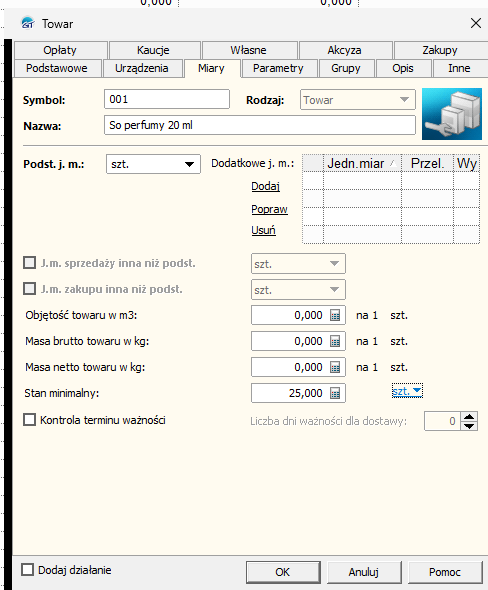 0,000 0,000
GT Towar
Opłaty Kaucje Własne Akcyza Zakupy
Podstawowe Urządzenia Miary Parametry Grupy Opis Inne
Symbol: 001 Rodzaj: Towar
Nazwa: So perfumy 20 ml
Podst. j. m.: szt. Dodatkowe j. m.: Jedn.miar Przel. Wy
Dodaj
Popraw
Usuń
J.m. sprzedaży inna niż podst. szt.
J.m. zakupu inna niż podst. szt.
Objętość towaru w m3: 0,000 na 1 szt.
Masa brutto towaru w kg: 0,000 na 1 szt.
Masa netto towaru w kg: 0,000 na 1 szt.
Stan minimalny: 25,000 szt.
Kontrola terminu ważności Liczba dni ważności dla dostawy: 0
Dodaj działanie OK Anuluj Pomoc